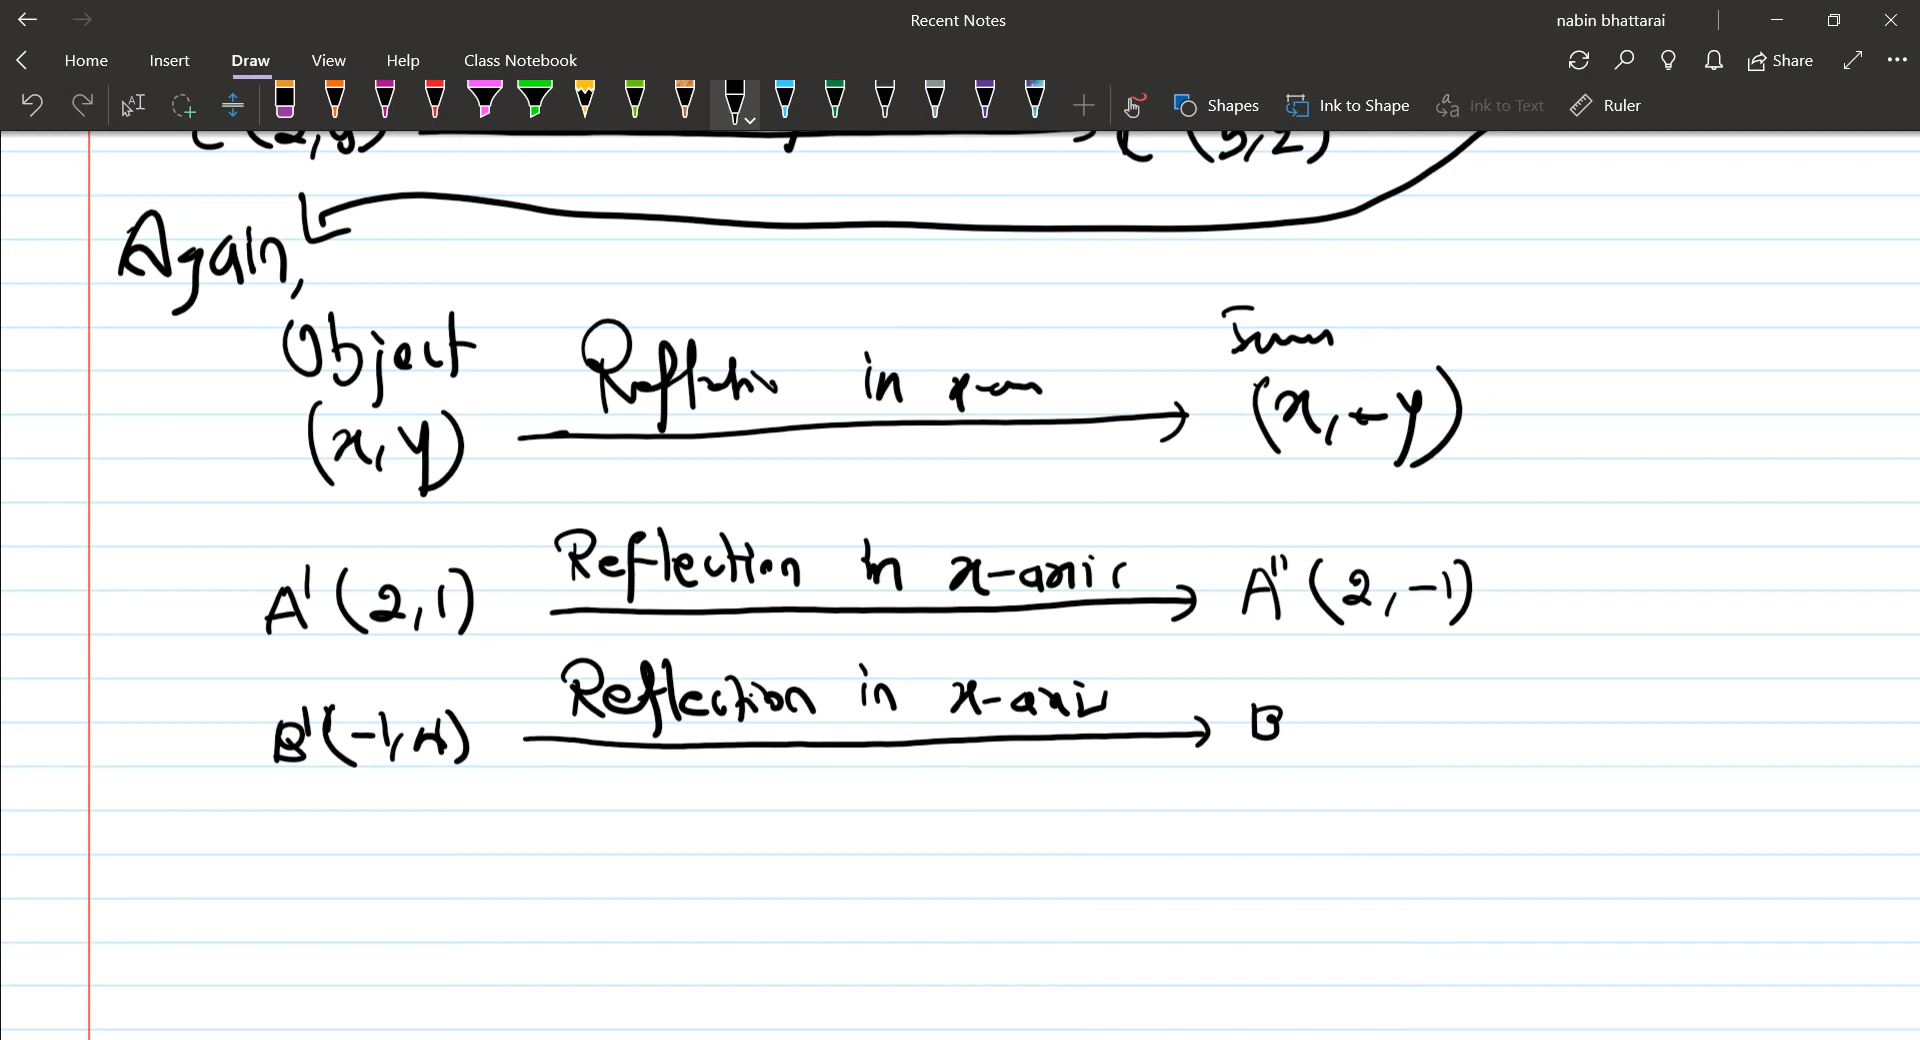 Recent Notes
nabin bhattarai
Home Insert Draw View Help Class Notebook
Share
Shapes Ink to Shape Ink to Text Ruler
Again,
Object Reflection in x-
(x, y) (x, -y)
A' (2, 1) Reflection in x-axis A'' (2, -1)
B' (-1, 4) Reflection in x-axis B